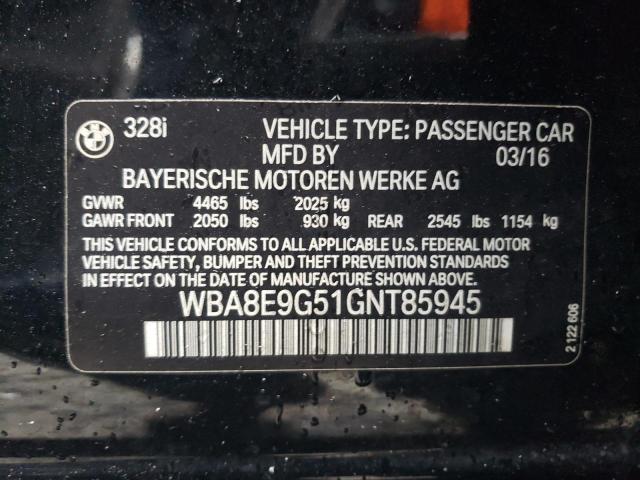 BMW
328i VEHICLE TYPE: PASSENGER CAR
MFD BY 03/16
BAYERISCHE MOTOREN WERKE AG
GVWR 4465 lbs 2025 kg
GAWR FRONT 2050 lbs 930 kg REAR 2545 lbs 1154 kg
THIS VEHICLE CONFORMS TO ALL APPLICABLE U.S. FEDERAL MOTOR
VEHICLE SAFETY, BUMPER AND THEFT PREVENTION STANDARDS
IN EFFECT ON THE DATE OF MANUFACTURE SHOWN ABOVE.
WBA8E9G51GNT85945
2 122 606